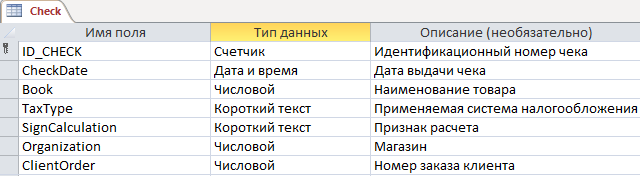 Check
Имя поля Тип данных Описание (необязательно)
ID_CHECK Счетчик Идентификационный номер чека
CheckDate Дата и время Дата выдачи чека
Book Числовой Наименование товара
TaxType Короткий текст Применяемая система налогообложения
SignCalculation Короткий текст Признак расчета
Organization Числовой Магазин
ClientOrder Числовой Номер заказа клиента